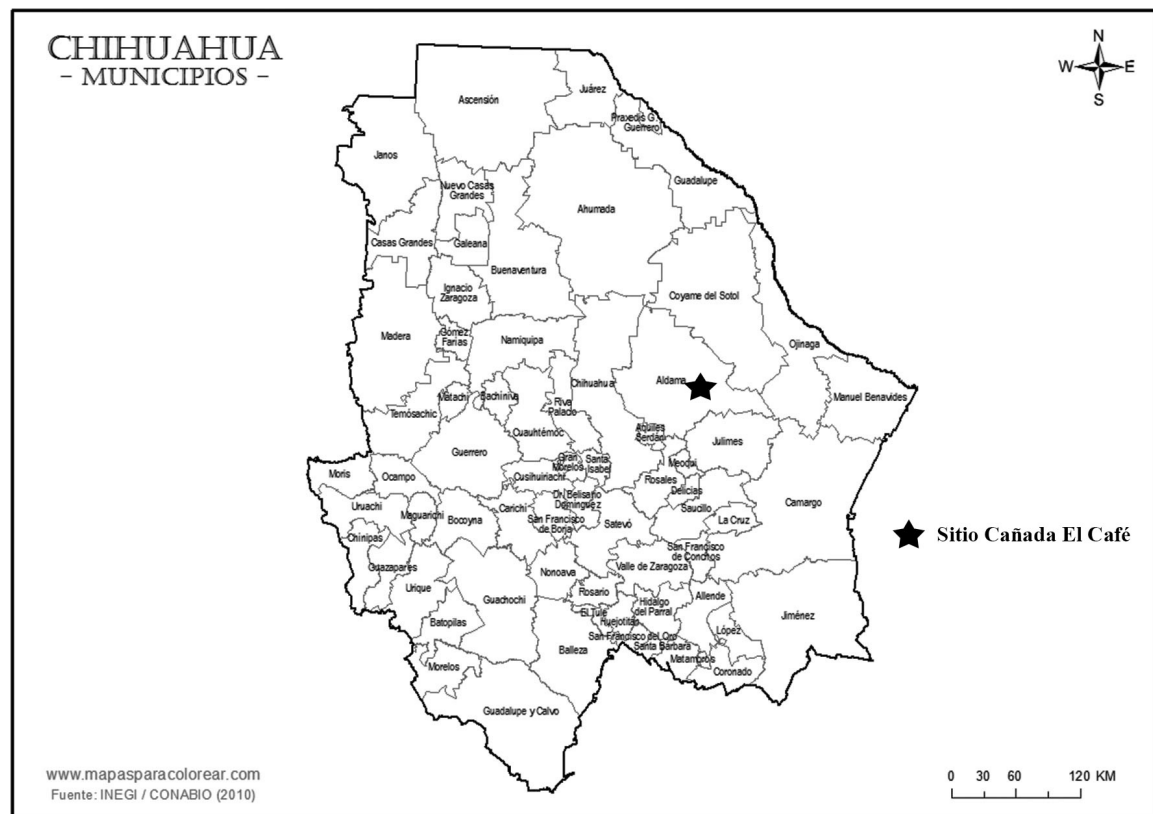 CHIHUAHUA
- MUNICIPIOS -
N
W E
S
Ascensión
Juárez
Praxedis G.
Guerrero
Janos
Guadalupe
Nuevo Casas
Grandes
Ahumada
Casas Grandes
Galeana
Buenaventura
Ignacio
Zaragoza
Coyame del Sotol
Madera
Gómez
Farías
Namiquipa
Ojinaga
Chihuahua
Aldama
Manuel Benavides
Matachi
Bachiniva
Riva
Palacio
Temósachic
Cuauhtémoc
Aquiles
Serdán
Julimes
Guerrero
Gran
Morelos
Santa
Isabel
Meoqui
Moris
Ocampo
Cusihuiriachi
Rosales
Delicias
Camargo
Dr. Belisario
Domínguez
Uruachi
Maguarichi
Bocoyna
Carichi
Saucillo
La Cruz
San Francisco
de Borja
Satevó
Chinipas
San Francisco
de Conchos
Guazapares
Nonoava
Valle de Zaragoza
Urique
Guachochi
Rosario
Allende
Hidalgo
del Parral
Jiménez
El Tule
Huejotitán
Batopilas
López
San Francisco del Oro
Santa Bárbara
Balleza
Matamoros
Morelos
Coronado
Guadalupe y Calvo
Sitio Cañada El Café
www.mapasparacolorear.com
Fuente: INEGI / CONABIO (2010)
0 30 60 120 KM